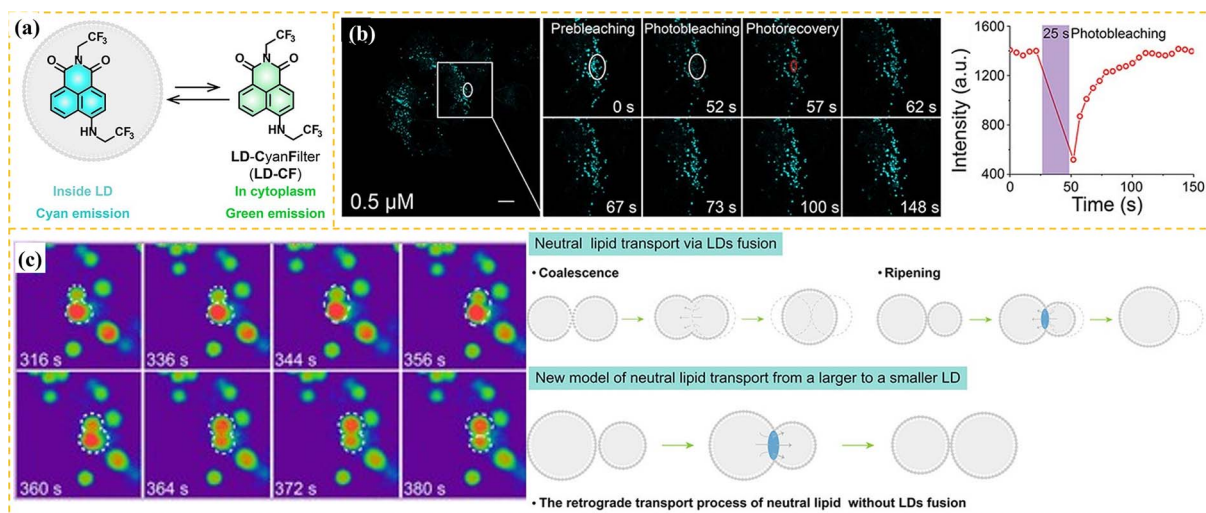 (a)
CF₃
N
O
O
HN
CF₃
CF₃
N
O
O
HN
CF₃
LD-CyanFilter
(LD-CF)
Inside LD
Cyan emission
In cytoplasm
Green emission
(b)
0.5 μM
Prebleaching
Photobleaching
Photorecovery
0 s
52 s
57 s
62 s
67 s
73 s
100 s
148 s
Intensity (a.u.)
1600
1200
800
400
25 s Photobleaching
0
50
100
150
Time (s)
(c)
316 s
336 s
344 s
356 s
360 s
364 s
372 s
380 s
Neutral lipid transport via LDs fusion
• Coalescence
• Ripening
New model of neutral lipid transport from a larger to a smaller LD
• The retrograde transport process of neutral lipid without LDs fusion